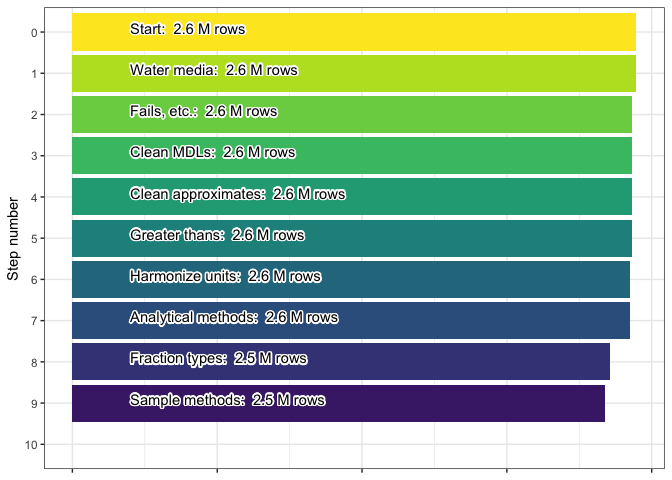 0
Start:  2.6 M rows
1
Water media:  2.6 M rows
2
Fails, etc.:  2.6 M rows
3
Clean MDLs:  2.6 M rows
4
Clean approximates:  2.6 M rows
5
Greater thans:  2.6 M rows
6
Harmonize units:  2.6 M rows
7
Analytical methods:  2.6 M rows
8
Fraction types:  2.5 M rows
9
Sample methods:  2.5 M rows
10
Step number